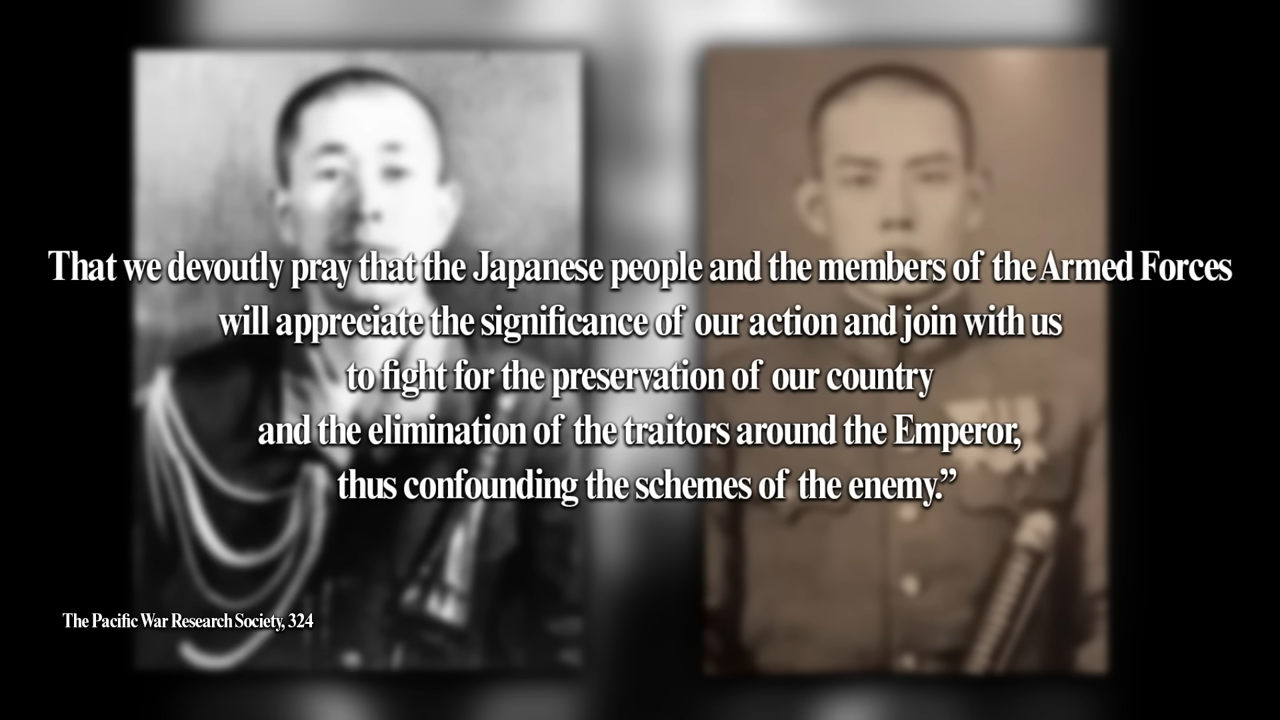 That we devoutly pray that the Japanese people and the members of the Armed Forces
will appreciate the significance of our action and join with us
to fight for the preservation of our country
and the elimination of the traitors around the Emperor,
thus confounding the schemes of the enemy.”
The Pacific War Research Society, 324